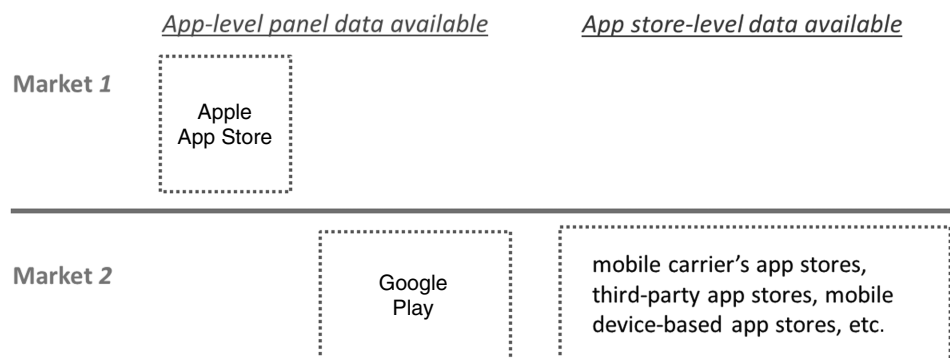 App-level panel data available
App store-level data available
Market 1
Apple
App Store
Market 2
Google
Play
mobile carrier's app stores,
third-party app stores, mobile
device-based app stores, etc.